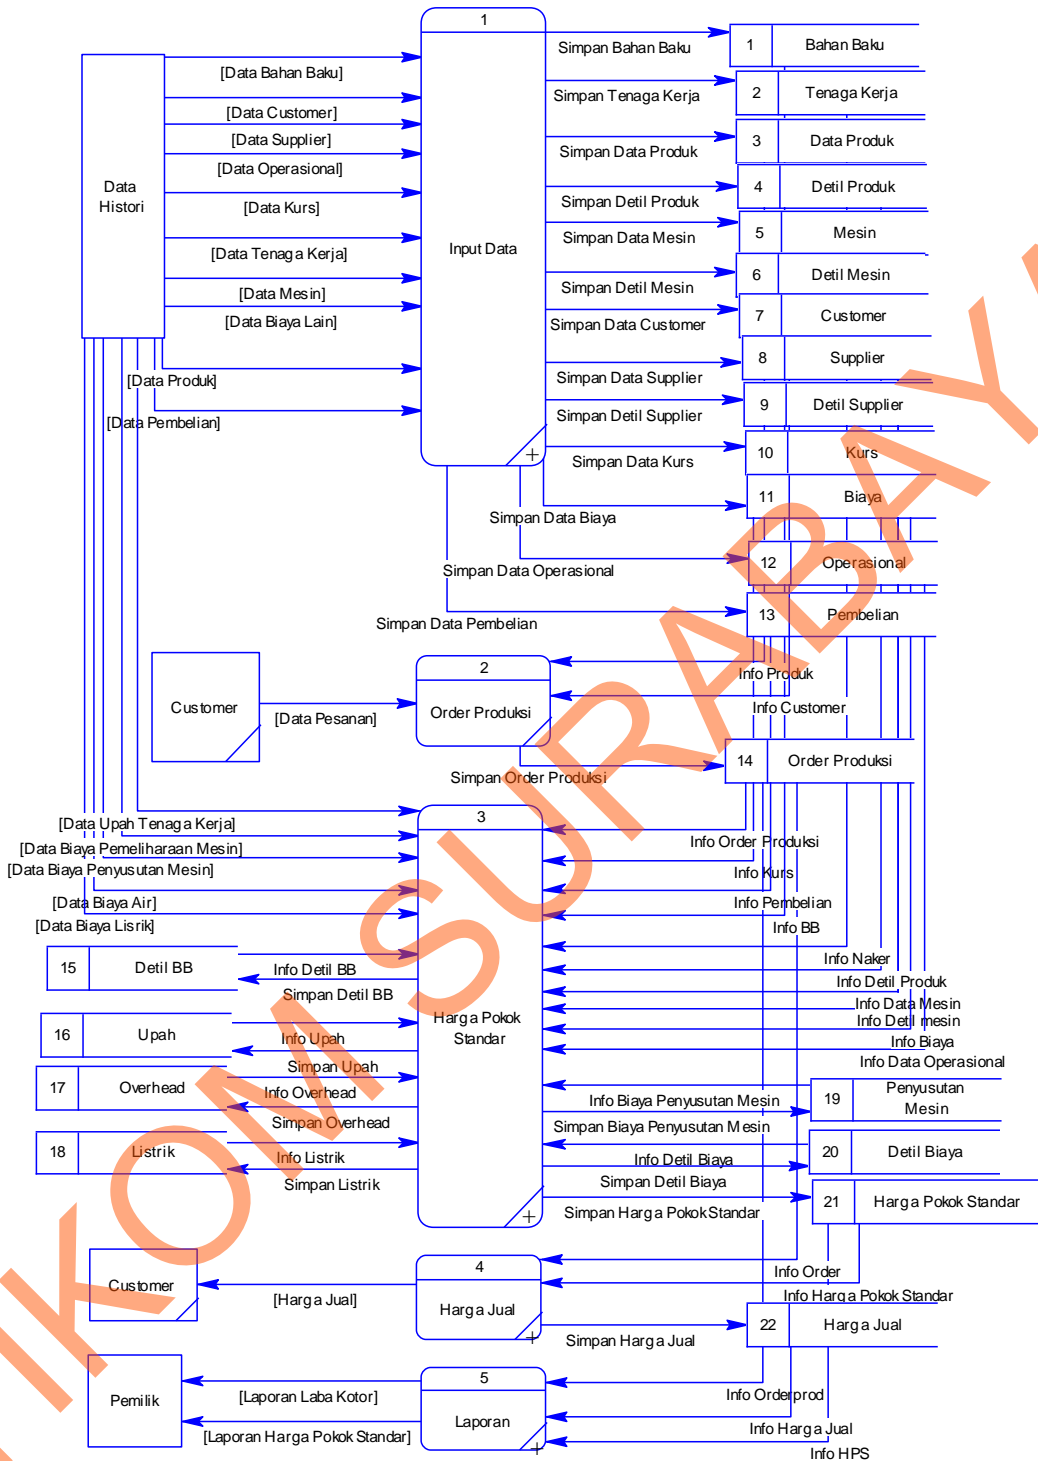 1
Input Data
Data
Histori
[Data Bahan Baku]
[Data Customer]
[Data Supplier]
[Data Operasional]
[Data Kurs]
[Data Tenaga Kerja]
[Data Mesin]
[Data Biaya Lain]
[Data Produk]
[Data Pembelian]
Simpan Bahan Baku
Simpan Tenaga Kerja
Simpan Data Produk
Simpan Detil Produk
Simpan Data Mesin
Simpan Detil Mesin
Simpan Data Customer
Simpan Data Supplier
Simpan Detil Supplier
Simpan Data Kurs
Simpan Data Biaya
Simpan Data Operasional
Simpan Data Pembelian
1 Bahan Baku
2 Tenaga Kerja
3 Data Produk
4 Detil Produk
5 Mesin
6 Detil Mesin
7 Customer
8 Supplier
9 Detil Supplier
10 Kurs
11 Biaya
12 Operasional
13 Pembelian
Customer
[Data Pesanan]
2
Order Produksi
Info Produk
Info Customer
Simpan Order Produksi
14 Order Produksi
[Data Upah Tenaga Kerja]
[Data Biaya Pemeliharaan Mesin]
[Data Biaya Penyusutan Mesin]
[Data Biaya Air]
[Data Biaya Lisrik]
3
Harga Pokok
Standar
Info Order Produksi
Info Kurs
Info Pembelian
Info BB
Info Naker
Info Detil Produk
Info Data Mesin
Info Detil mesin
Info Biaya
Info Data Operasional
15 Detil BB
Info Detil BB
Simpan Detil BB
16 Upah
Info Upah
Simpan Upah
17 Overhead
Info Overhead
Simpan Overhead
18 Listrik
Info Listrik
Simpan Listrik
Info Biaya Penyusutan Mesin
Simpan Biaya Penyusutan Mesin
Info Detil Biaya
Simpan Detil Biaya
Simpan Harga Pokok Standar
19 Penyusutan
Mesin
20 Detil Biaya
21 Harga Pokok Standar
Customer
[Harga Jual]
4
Harga Jual
Info Order
Info Harga Pokok Standar
Simpan Harga Jual
22 Harga Jual
Pemilik
[Laporan Laba Kotor]
[Laporan Harga Pokok Standar]
5
Laporan
Info Orderprod
Info Harga Jual
Info HPS
IKOM SURABAYA